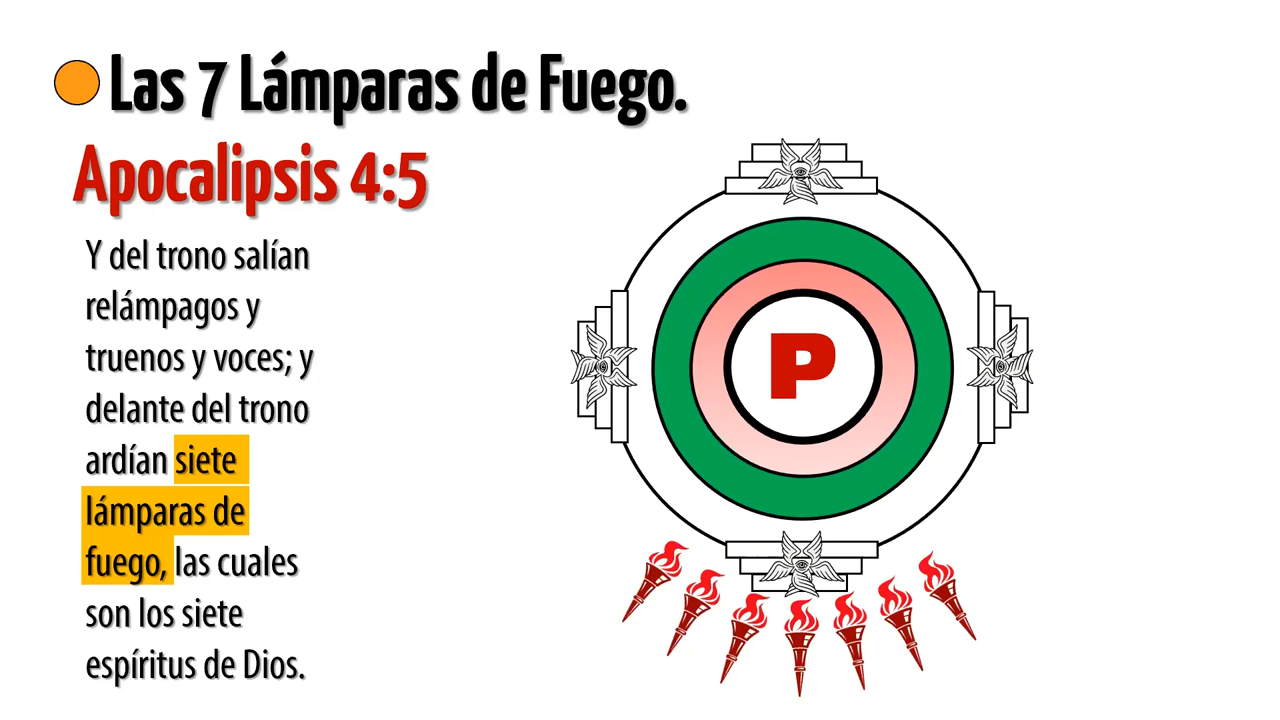 Las 7 Lámparas de Fuego.
Apocalipsis 4:5
Y del trono salían
relámpagos y
truenos y voces; y
delante del trono
ardían siete
lámparas de
fuego, las cuales
son los siete
espíritus de Dios.
P